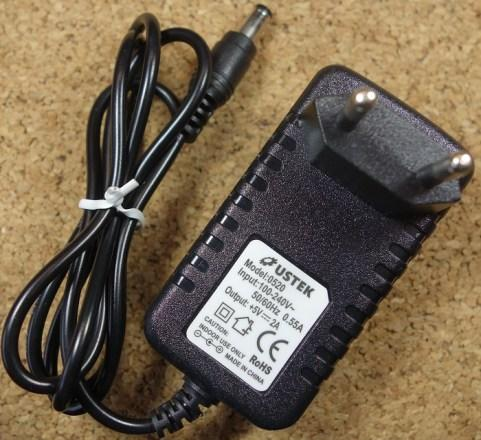 USTEK
Model:0520
Input:100-240V~
50/60Hz 0.55A
Output: +5V⎓2A
CAUTION:
INDOOR USE ONLY
MADE IN CHINA
CE
RoHS